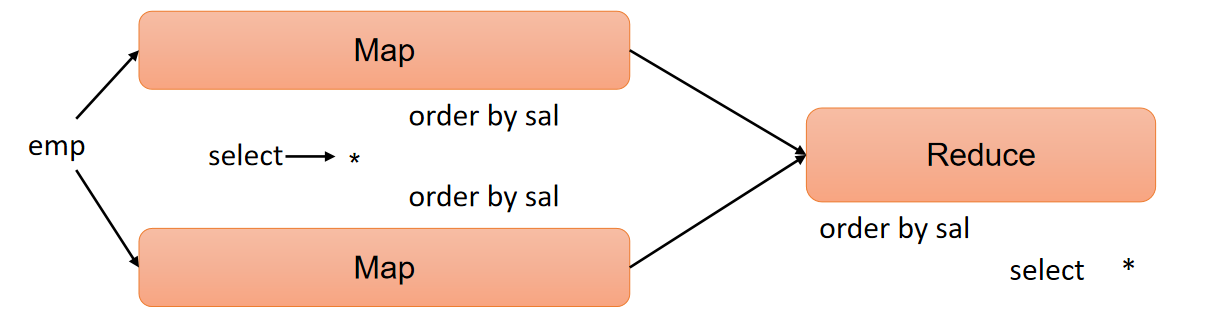 Map
order by sal
emp
select *
order by sal
Map
Reduce
order by sal
select *